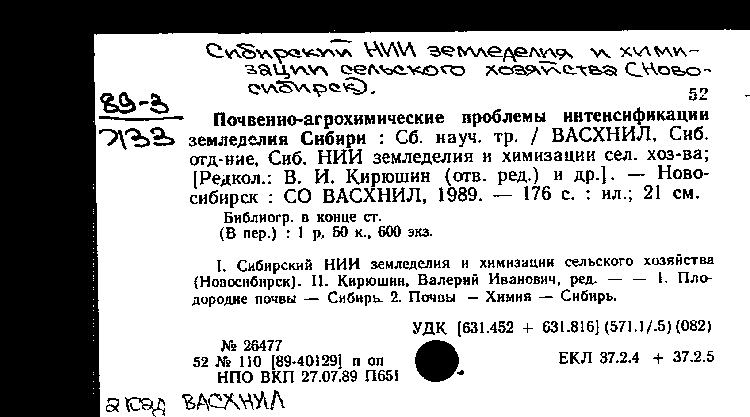 Сибирский НИИ земледелия и хими-
зации сельского хозяйства (Ново-
сибирск).
89-3
7133
52
Почвенно-агрохимические проблемы интенсификации
земледелия Сибири : Сб. науч. тр. / ВАСХНИЛ, Сиб.
отд-ние, Сиб. НИИ земледелия и химизации сел. хоз-ва;
[Редкол.: В. И. Кирюшин (отв. ред.) и др.]. — Ново-
сибирск : СО ВАСХНИЛ, 1989. — 176 с. : ил.; 21 см.
Библиогр. в конце ст.
(В пер.) : 1 р. 50 к., 600 экз.
I. Сибирский НИИ земледелия и химизации сельского хозяйства
(Новосибирск). II. Кирюшин, Валерий Иванович, ред. — — 1. Пло-
дородие почвы — Сибирь. 2. Почвы — Химия — Сибирь.
УДК [631.452 + 631.816] (571.1/.5) (082)
№ 26477
52 № 110 [89-40129] п оп
ЕКЛ 37.2.4 + 37.2.5
НПО ВКП 27.07.89 П651
акад ВАСХНИЛ